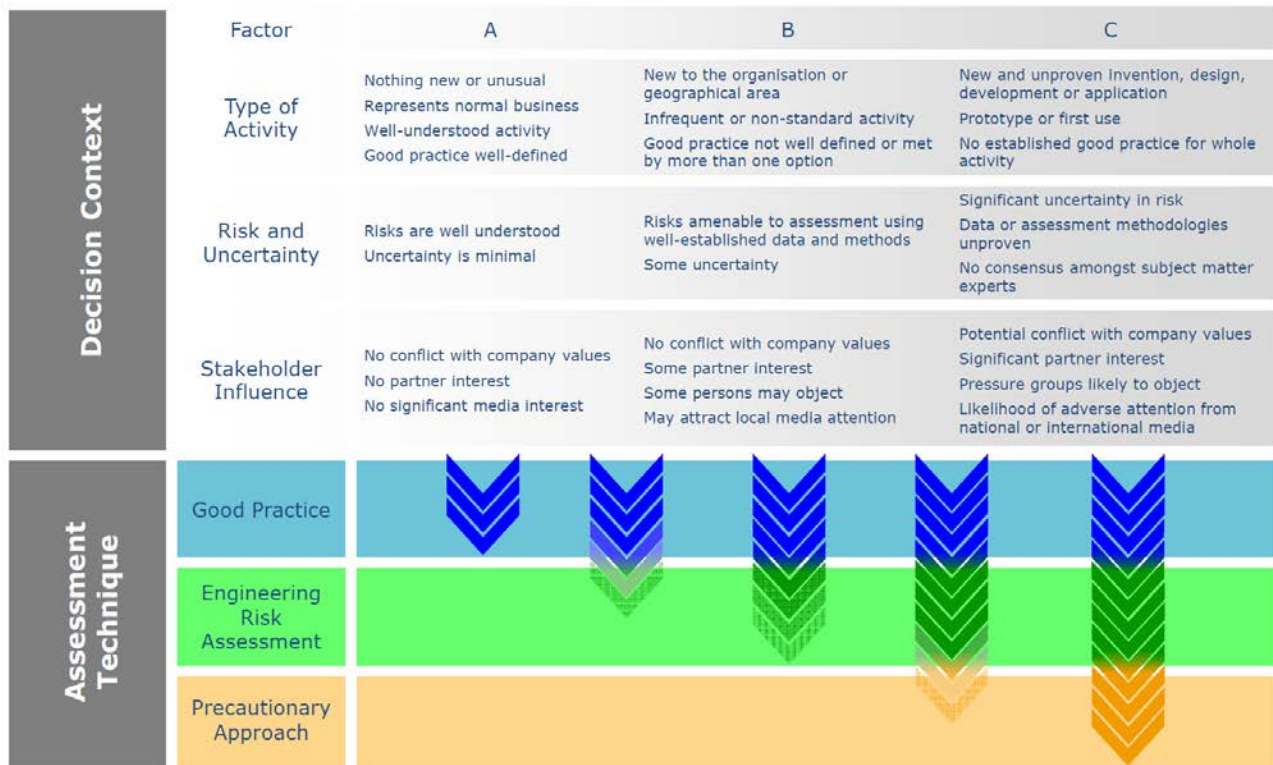 Decision Context
Factor
A
B
C
Type of
Activity
Nothing new or unusual
Represents normal business
Well-understood activity
Good practice well-defined
New to the organisation or
geographical area
Infrequent or non-standard activity
Good practice not well defined or met
by more than one option
New and unproven invention, design,
development or application
Prototype or first use
No established good practice for whole
activity
Risk and
Uncertainty
Risks are well understood
Uncertainty is minimal
Risks amenable to assessment using
well-established data and methods
Some uncertainty
Significant uncertainty in risk
Data or assessment methodologies
unproven
No consensus amongst subject matter
experts
Stakeholder
Influence
No conflict with company values
No partner interest
No significant media interest
No conflict with company values
Some partner interest
Some persons may object
May attract local media attention
Potential conflict with company values
Significant partner interest
Pressure groups likely to object
Likelihood of adverse attention from
national or international media
Assessment
Technique
Good Practice
Engineering
Risk
Assessment
Precautionary
Approach